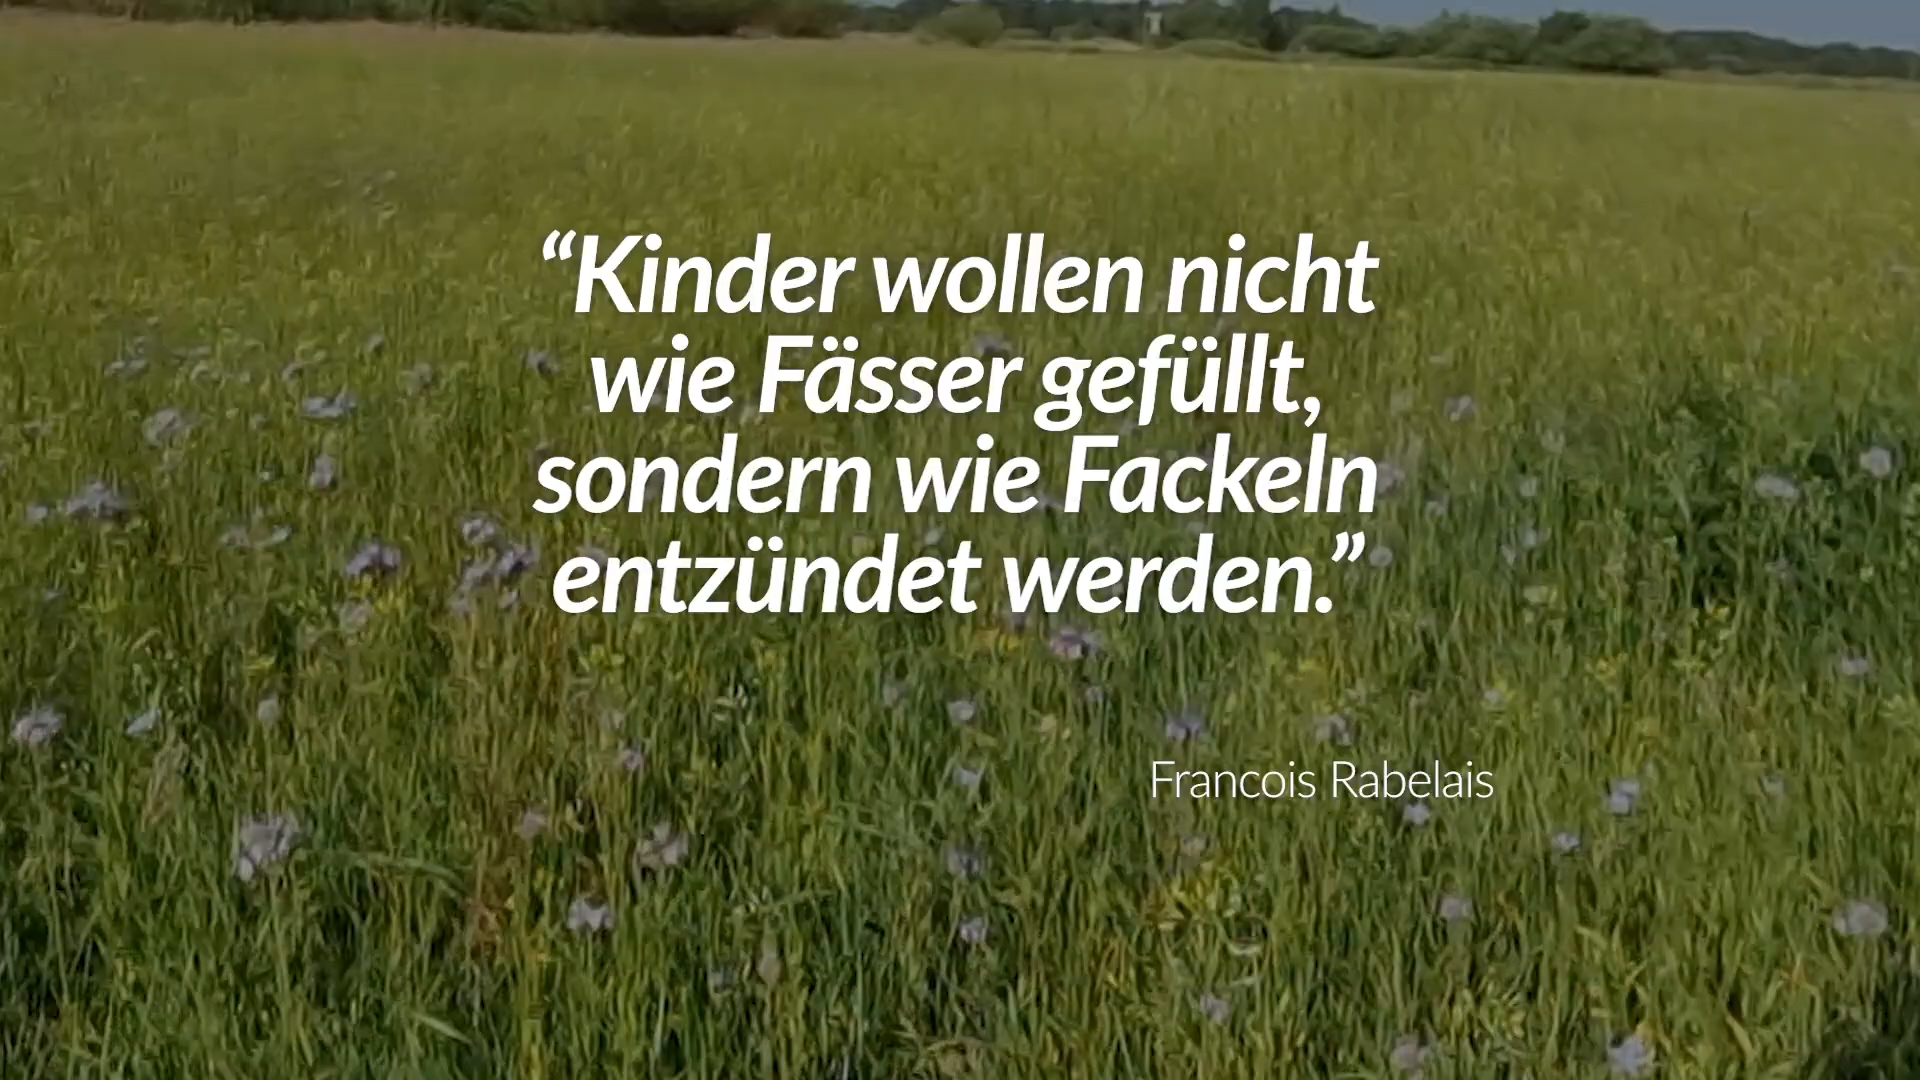 “Kinder wollen nicht
wie Fässer gefüllt,
sondern wie Fackeln
entzündet werden.”
Francois Rabelais